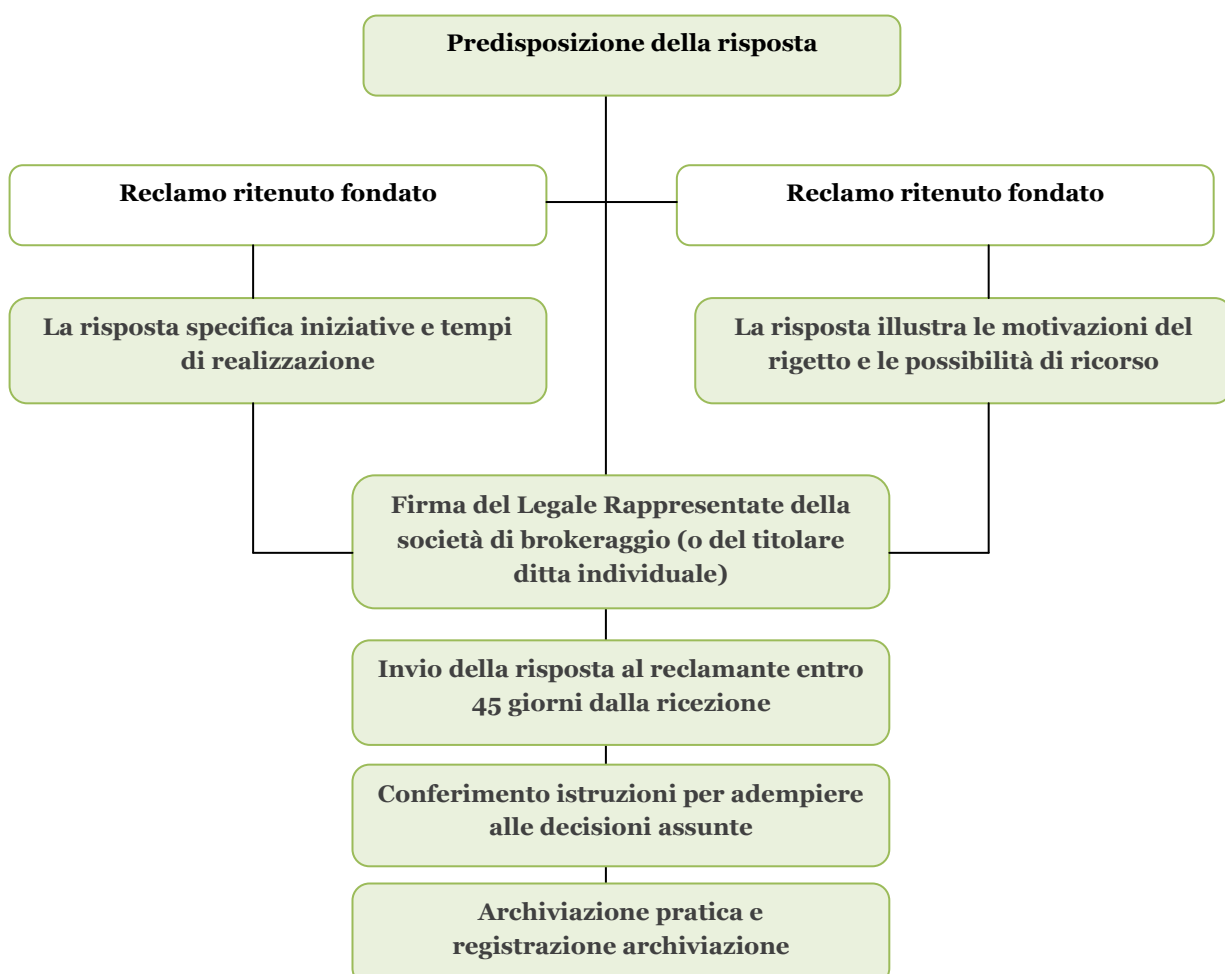 Predisposizione della risposta
Reclamo ritenuto fondato
Reclamo ritenuto fondato
La risposta specifica iniziative e tempi
di realizzazione
La risposta illustra le motivazioni del
rigetto e le possibilità di ricorso
Firma del Legale Rappresentate della
società di brokeraggio (o del titolare
ditta individuale)
Invio della risposta al reclamante entro
45 giorni dalla ricezione
Conferimento istruzioni per adempiere
alle decisioni assunte
Archiviazione pratica e
registrazione archiviazione